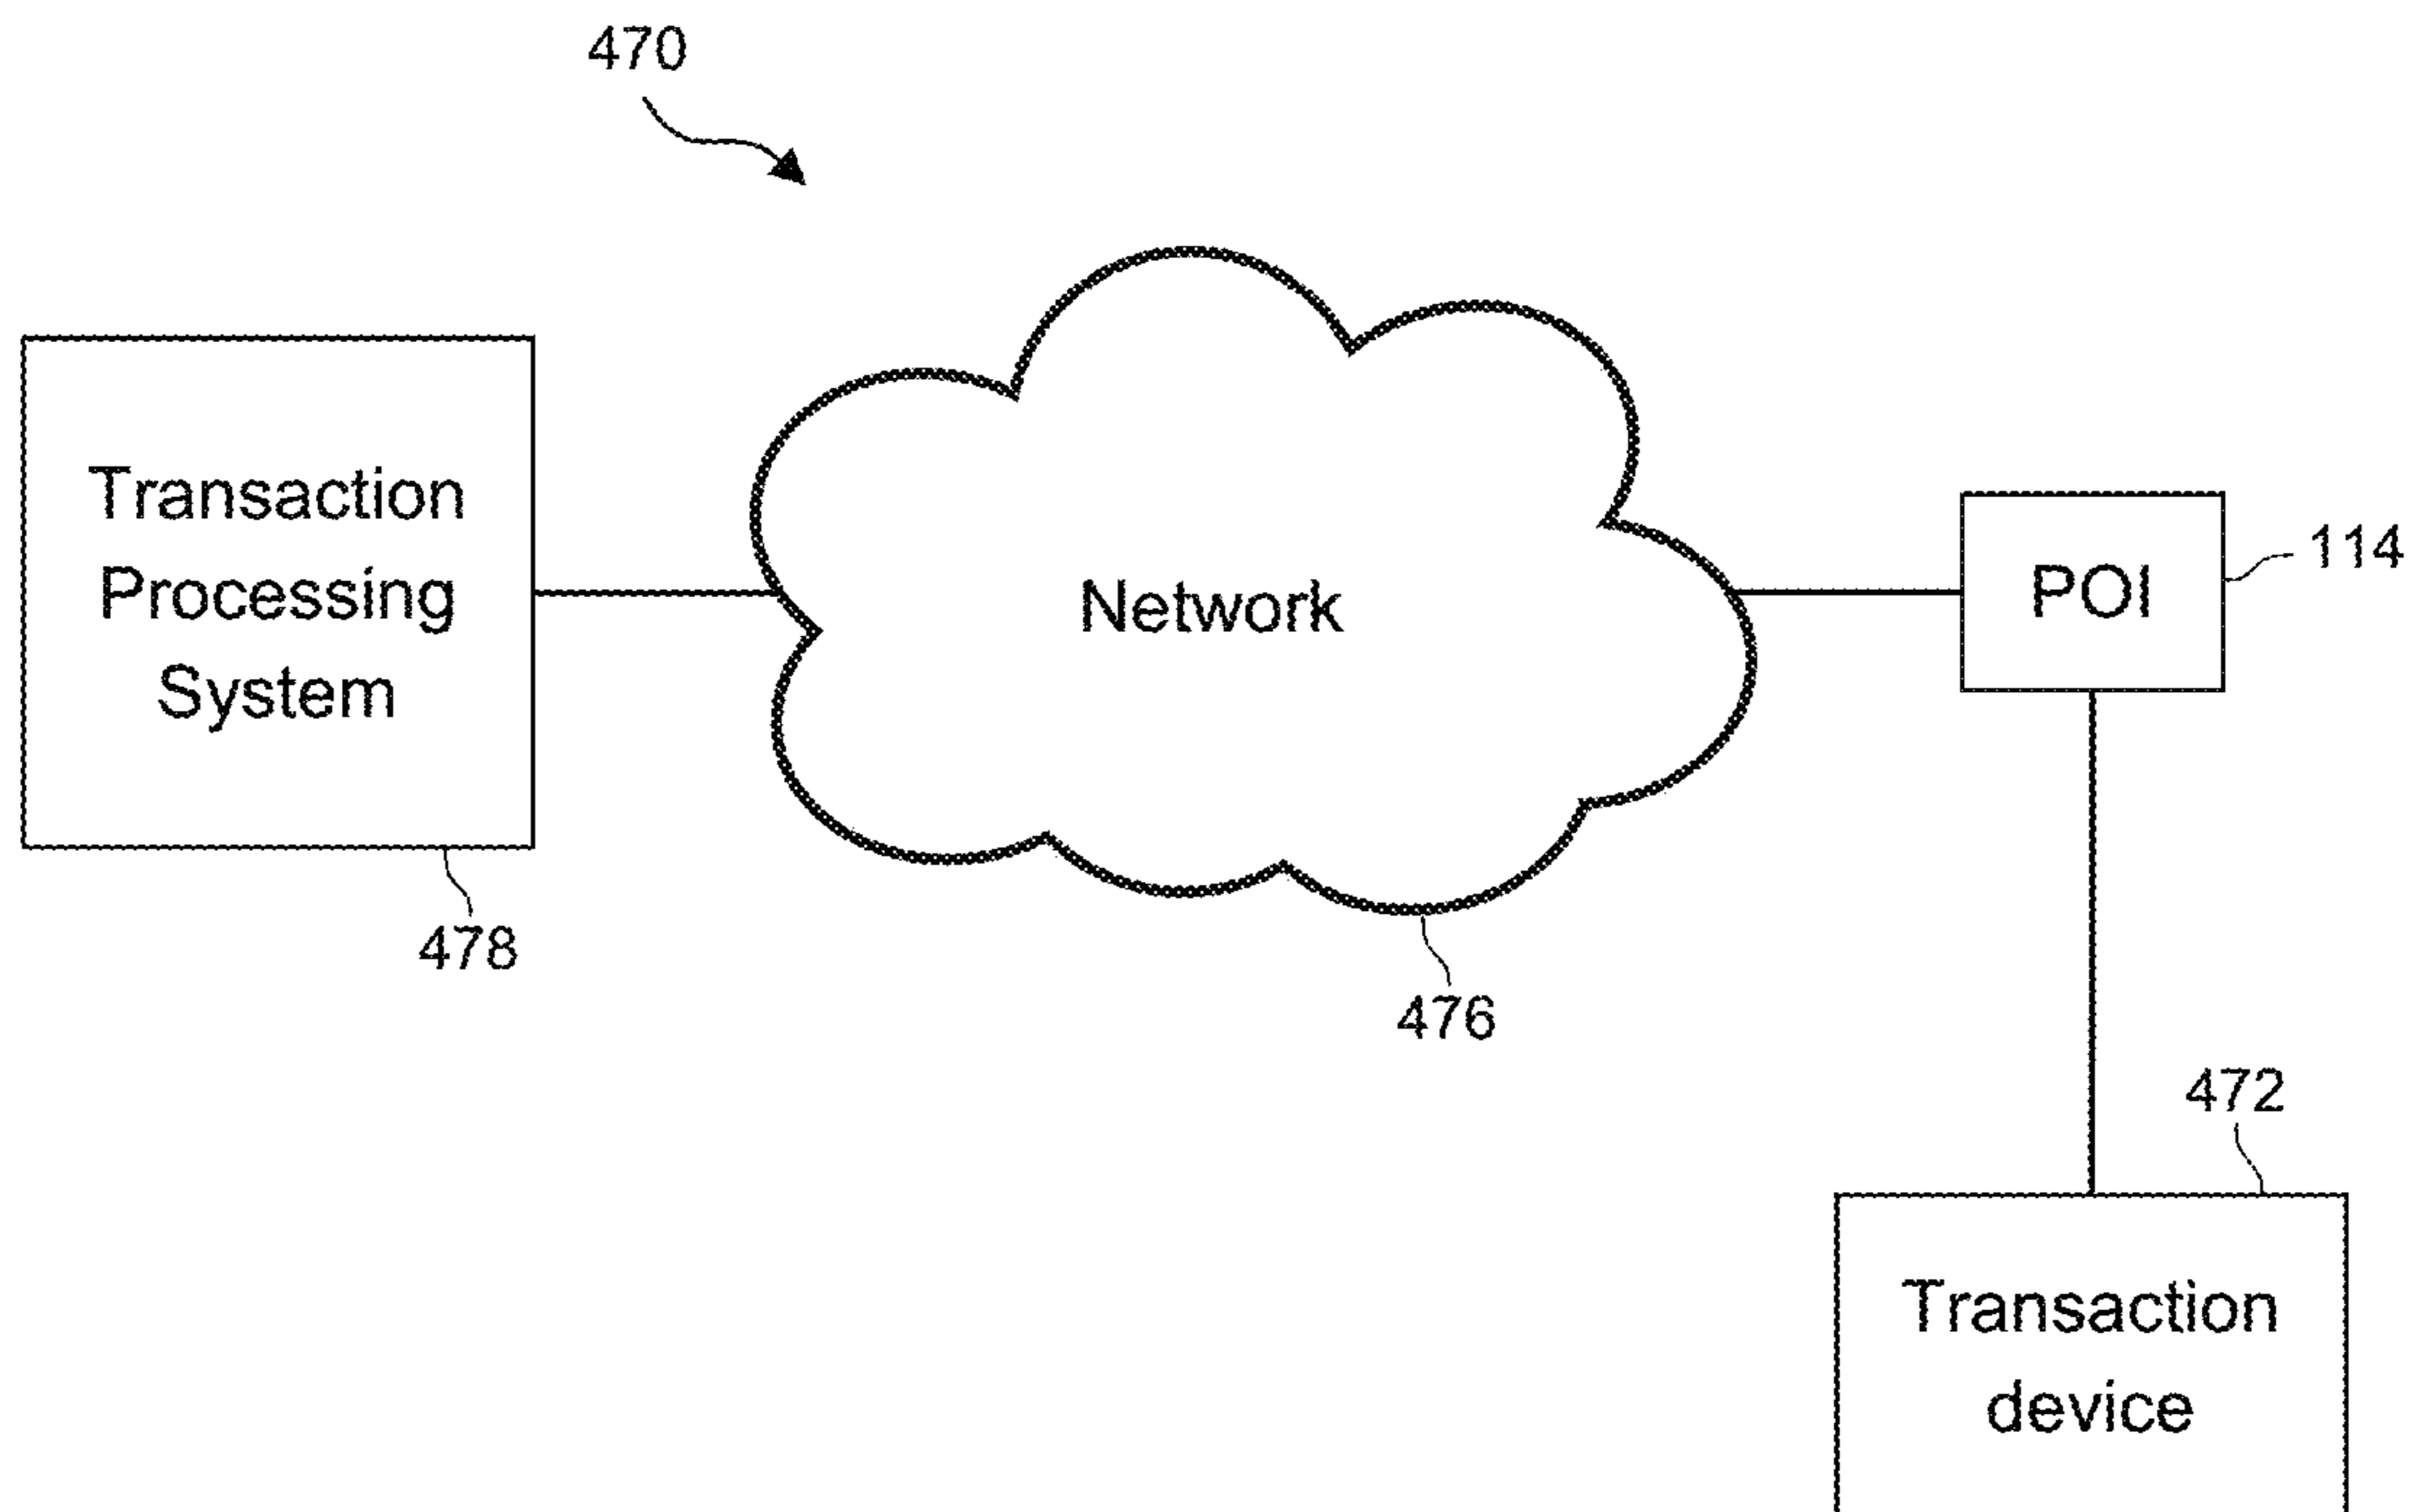 470
Transaction
Processing
System
Network
POI
114
478
476
472
Transaction
device